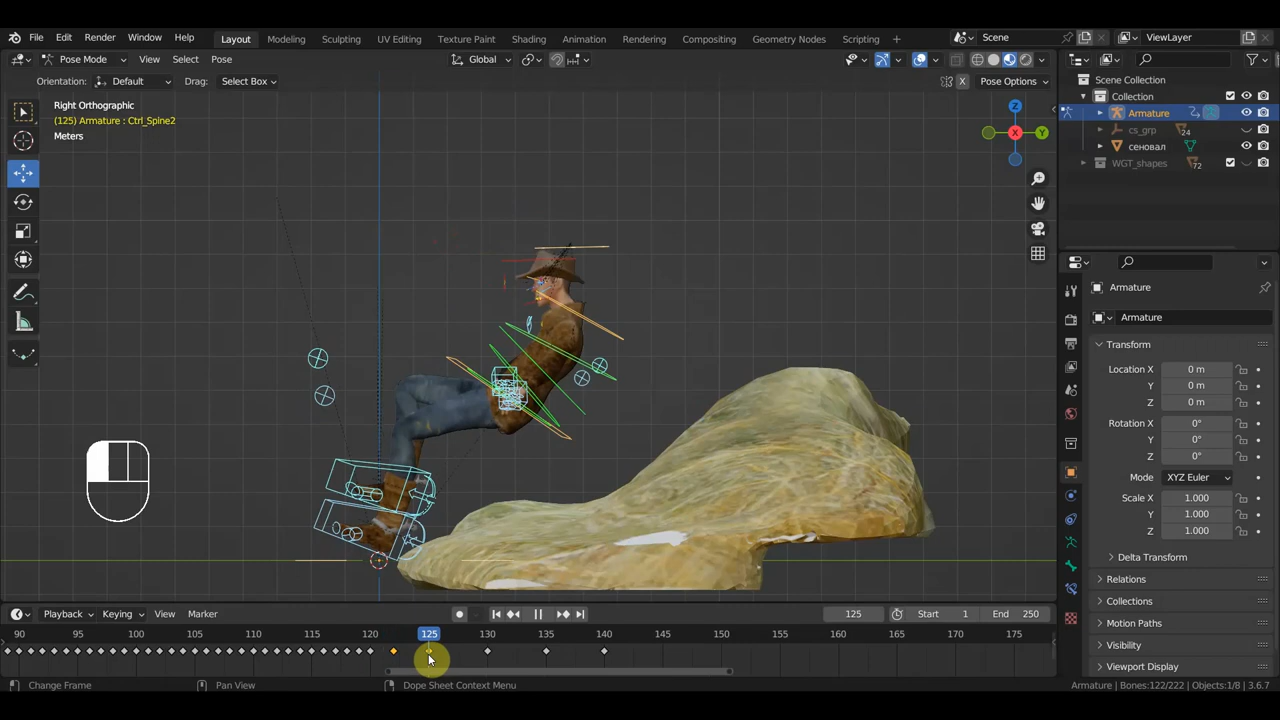 File Edit Render Window Help Layout Modeling Sculpting UV Editing Texture Paint Shading Animation Rendering Compositing Geometry Nodes Scripting + Scene ViewLayer
Pose Mode View Select Pose Global
Orientation: Default Drag: Select Box X Pose Options
Right Orthographic
(125) Armature : Ctrl_Spine2
Meters
Z
X
Y
Scene Collection
Collection
Armature
cs_grp 24
сеновал
WGT_shapes 72
Armature
Armature
Transform
Location X 0 m
Y 0 m
Z 0 m
Rotation X 0°
Y 0°
Z 0°
Mode XYZ Euler
Scale X 1.000
Y 1.000
Z 1.000
Delta Transform
Relations
Collections
Motion Paths
Visibility
Viewport Display
Playback Keying View Marker 125 Start 1 End 250
90 95 100 105 110 115 120 125 130 135 140 145 150 155 160 165 170 175
Change Frame Pan View Dope Sheet Context Menu Armature | Bones:122/222 | Objects:1/8 | 3.6.7